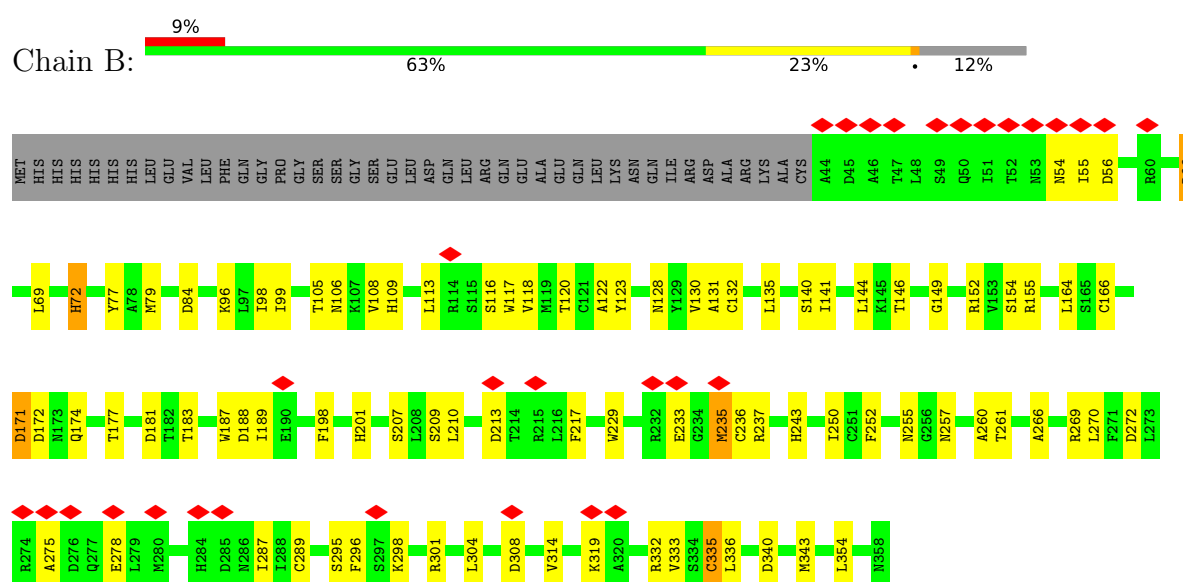 9%
Chain B:
63% 23% • 12%
MET HIS HIS HIS HIS HIS HIS LEU GLU VAL LEU PHE GLN GLY PRO GLY SER SER GLY SER GLU LEU ASP GLN LEU ARG GLN GLU ALA GLU GLN LEU LYS ASN GLN ILE ARG ASP ALA ARG LYS ALA CYS A44 D45 A46 T47 L48 S49 Q50 I51 T52 N53 N54 I55 D56 R60
L69 H72 Y77 A78 M79 D84 K96 L97 I98 I99 T105 N106 K107 V108 H109 L113 R114 S115 S116 W117 V118 M119 T120 C121 A122 Y123 N128 Y129 V130 A131 C132 L135 S140 I141 L144 K145 T146 G149 R152 V153 S154 R155 L164 S165 C166
D171 D172 N173 Q174 T177 D181 T182 T183 W187 D188 I189 E190 F198 H201 S207 L208 S209 L210 D213 T214 R215 L216 F217 W229 R232 E233 G234 M235 C236 R237 H243 I250 C251 F252 N255 G256 N257 A260 T261 A266 R269 L270 F271 D272 L273
R274 A275 D276 Q277 E278 L279 M280 H284 D285 N286 I287 I288 C289 S295 F296 S297 K298 R301 L304 D308 V314 K319 A320 R332 V333 S334 C335 L336 D340 M343 L354 N358